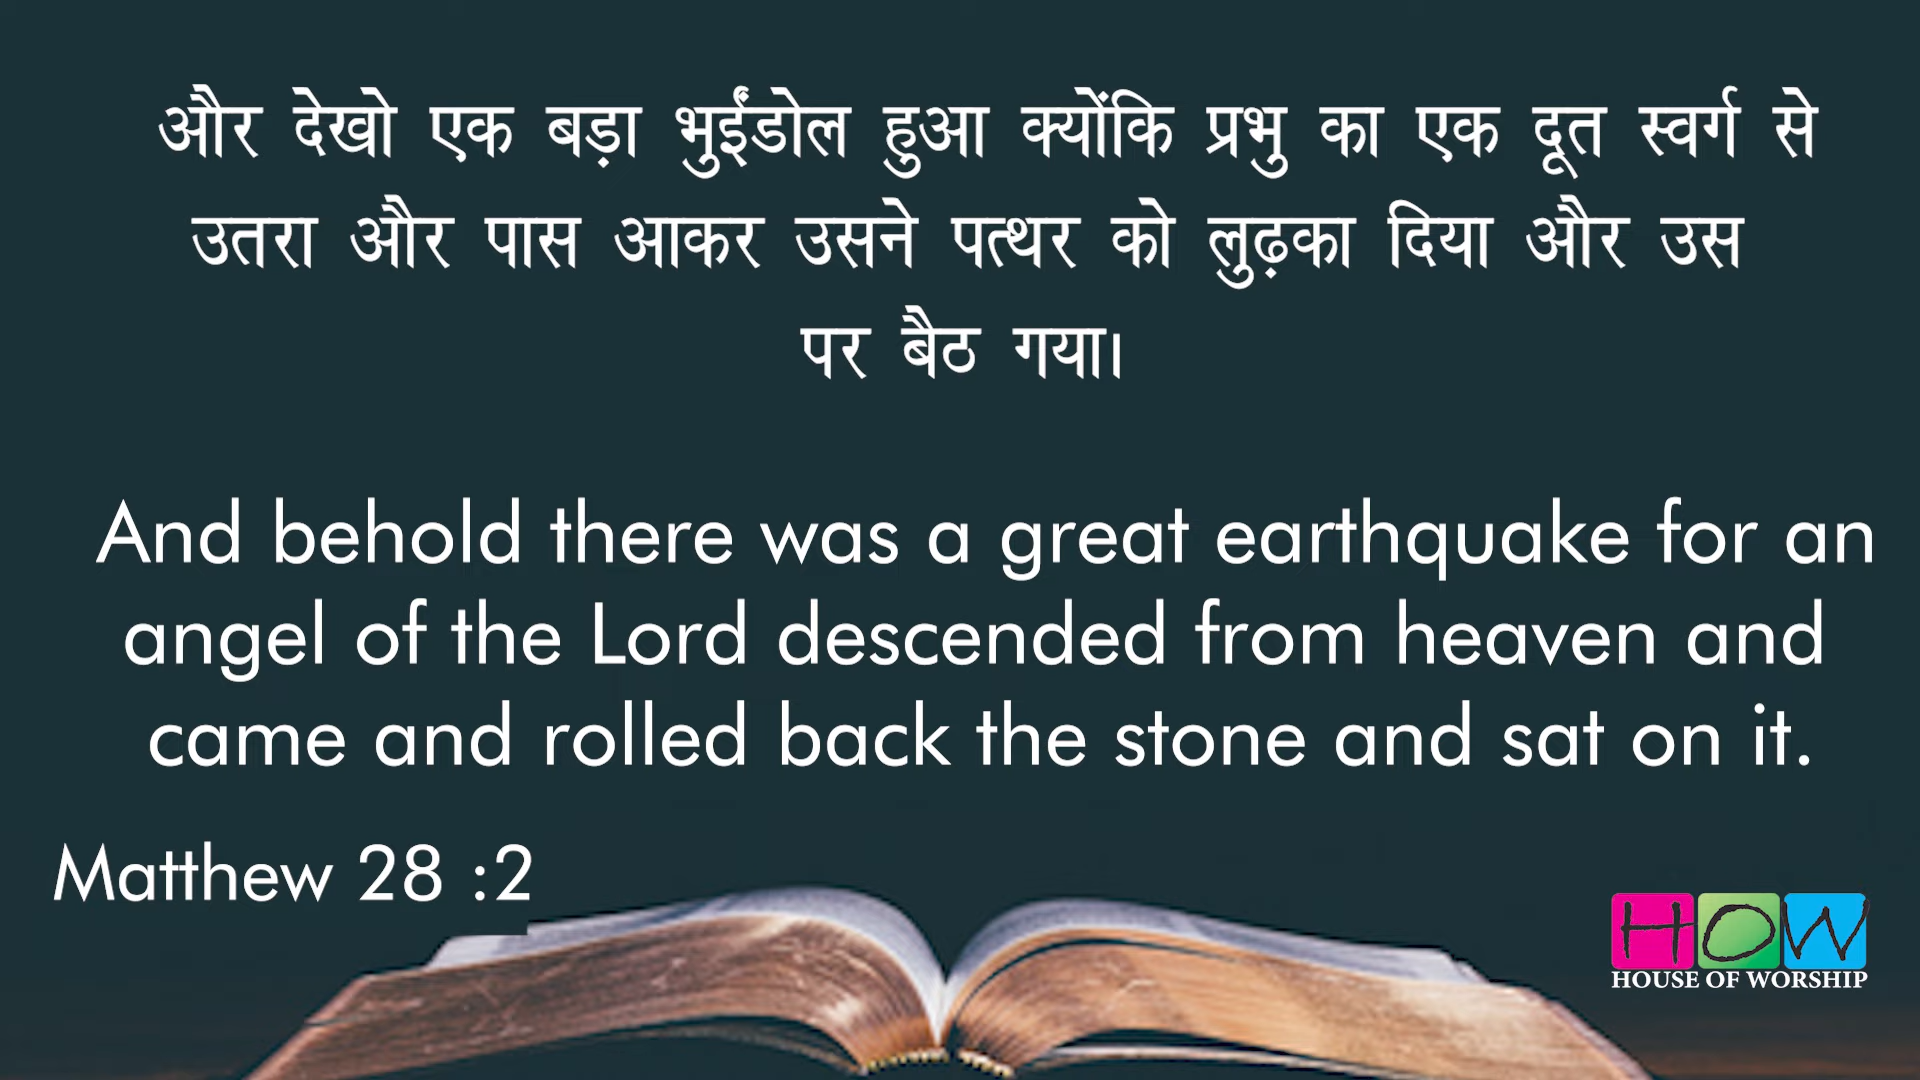 और देखो एक बड़ा भुईंडोल हुआ क्योंकि प्रभु का एक दूत स्वर्ग से
उतरा और पास आकर उसने पत्थर को लुढ़का दिया और उस
पर बैठ गया।
And behold there was a great earthquake for an
angel of the Lord descended from heaven and
came and rolled back the stone and sat on it.
Matthew 28 :2
HOW
HOUSE OF WORSHIP